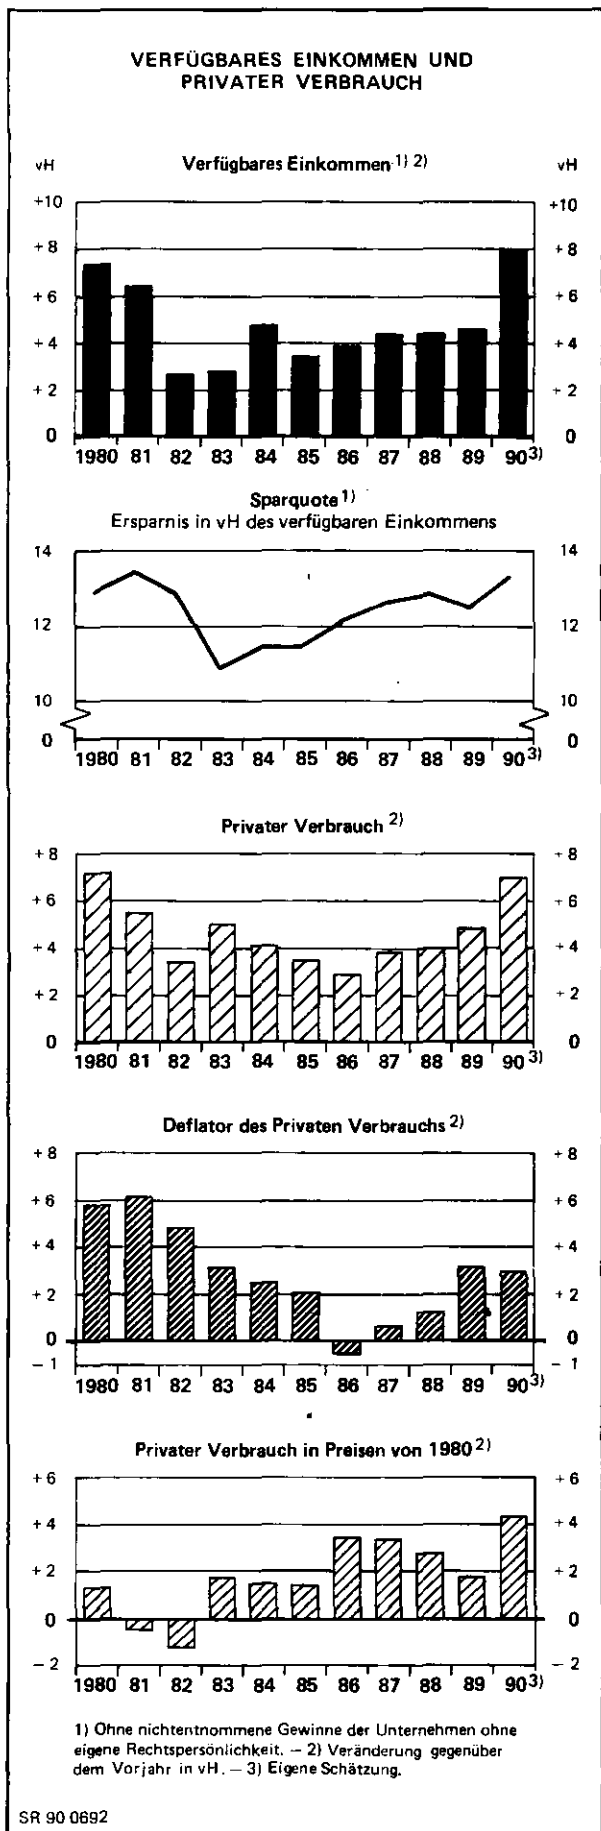 VERFÜGBARES EINKOMMEN UND
PRIVATER VERBRAUCH
vH Verfügbares Einkommen 1) 2) vH
+10 +10
+ 8 + 8
+ 6 + 6
+ 4 + 4
+ 2 + 2
0 0
1980 81 82 83 84 85 86 87 88 89 90 3)
Sparquote 1)
Ersparnis in vH des verfügbaren Einkommens
14 14
12 12
10 10
0 0
1980 81 82 83 84 85 86 87 88 89 90 3)
Privater Verbrauch 2)
+ 8 + 8
+ 6 + 6
+ 4 + 4
+ 2 + 2
0 0
1980 81 82 83 84 85 86 87 88 89 90 3)
Deflator des Privaten Verbrauchs 2)
+ 8 + 8
+ 6 + 6
+ 4 + 4
+ 2 + 2
0 0
– 1 – 1
1980 81 82 83 84 85 86 87 88 89 90 3)
Privater Verbrauch in Preisen von 1980 2)
+ 6 + 6
+ 4 + 4
+ 2 + 2
0 0
– 2 – 2
1980 81 82 83 84 85 86 87 88 89 90 3)
1) Ohne nichtentnommene Gewinne der Unternehmen ohne
eigene Rechtspersönlichkeit. – 2) Veränderung gegenüber
dem Vorjahr in vH. – 3) Eigene Schätzung.
SR 90 0692